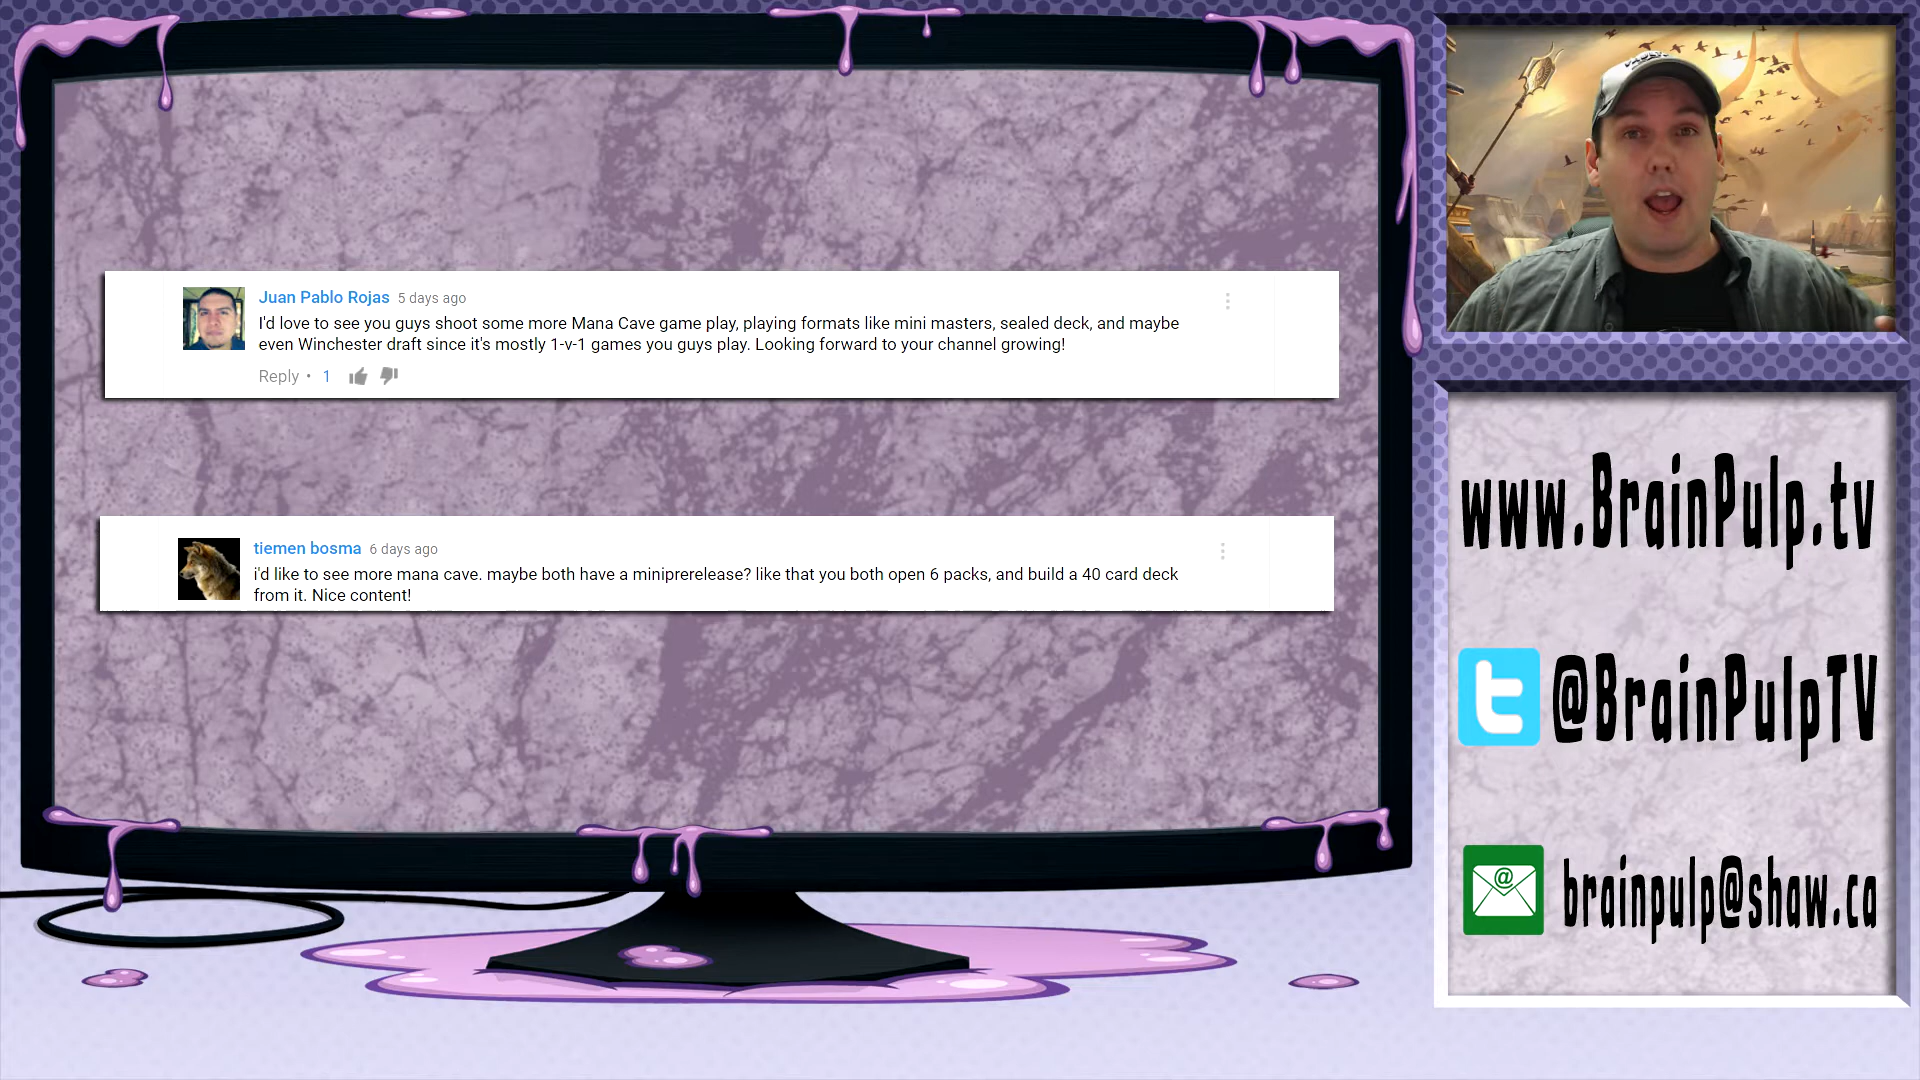 Juan Pablo Rojas 5 days ago
I'd love to see you guys shoot some more Mana Cave game play, playing formats like mini masters, sealed deck, and maybe
even Winchester draft since it's mostly 1-v-1 games you guys play. Looking forward to your channel growing!
Reply • 1
tiemen bosma 6 days ago
i'd like to see more mana cave. maybe both have a miniprerelease? like that you both open 6 packs, and build a 40 card deck
from it. Nice content!
www.BrainPulp.tv
@BrainPulpTV
brainpulp@shaw.ca